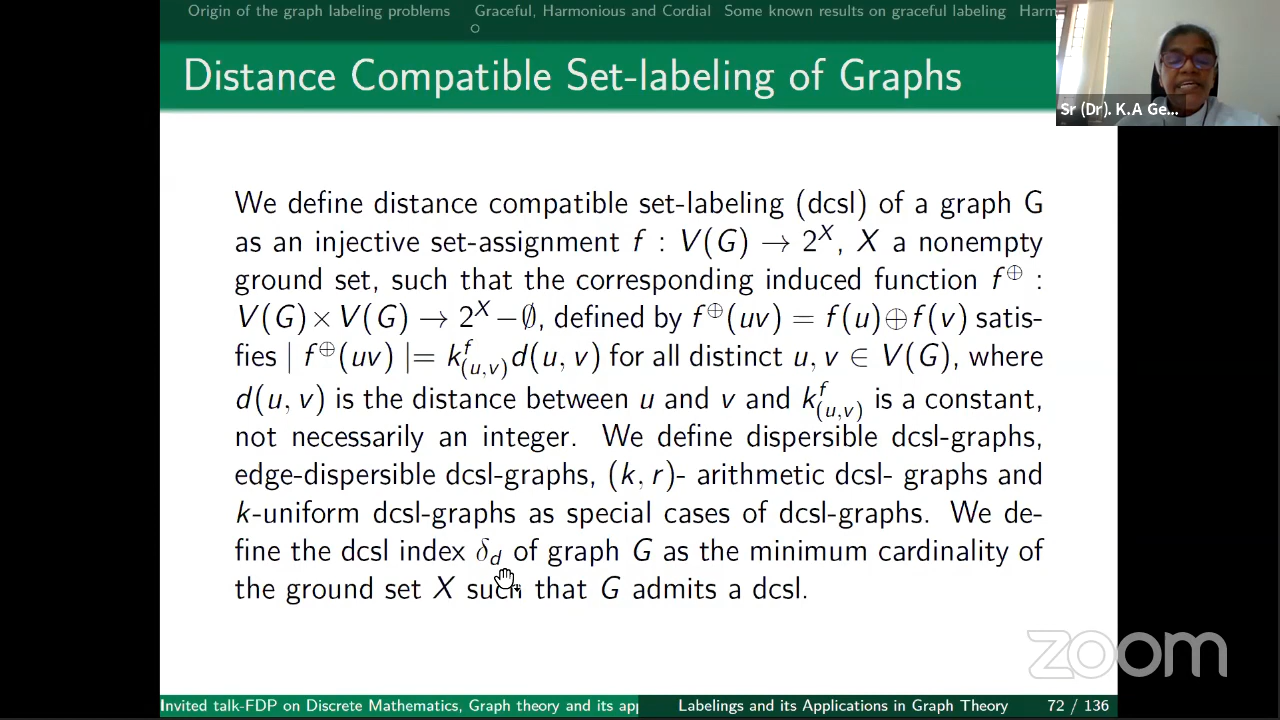 Origin of the graph labeling problems Graceful, Harmonious and Cordial Some known results on graceful labeling Harm
Distance Compatible Set-labeling of Graphs
Sr (Dr). K.A Ge...
We define distance compatible set-labeling (dcsl) of a graph G
as an injective set-assignment f : V(G) → 2^X, X a nonempty
ground set, such that the corresponding induced function f^⊕ :
V(G)×V(G) → 2^X−∅, defined by f^⊕(uv) = f(u)⊕f(v) satis-
fies | f^⊕(uv) |= k^f_(u,v) d(u, v) for all distinct u, v ∈ V(G), where
d(u, v) is the distance between u and v and k^f_(u,v) is a constant,
not necessarily an integer. We define dispersible dcsl-graphs,
edge-dispersible dcsl-graphs, (k, r)- arithmetic dcsl- graphs and
k-uniform dcsl-graphs as special cases of dcsl-graphs. We de-
fine the dcsl index δ_d of graph G as the minimum cardinality of
the ground set X such that G admits a dcsl.
zoom
Invited talk-FDP on Discrete Mathematics, Graph theory and its app Labelings and its Applications in Graph Theory 72 / 136